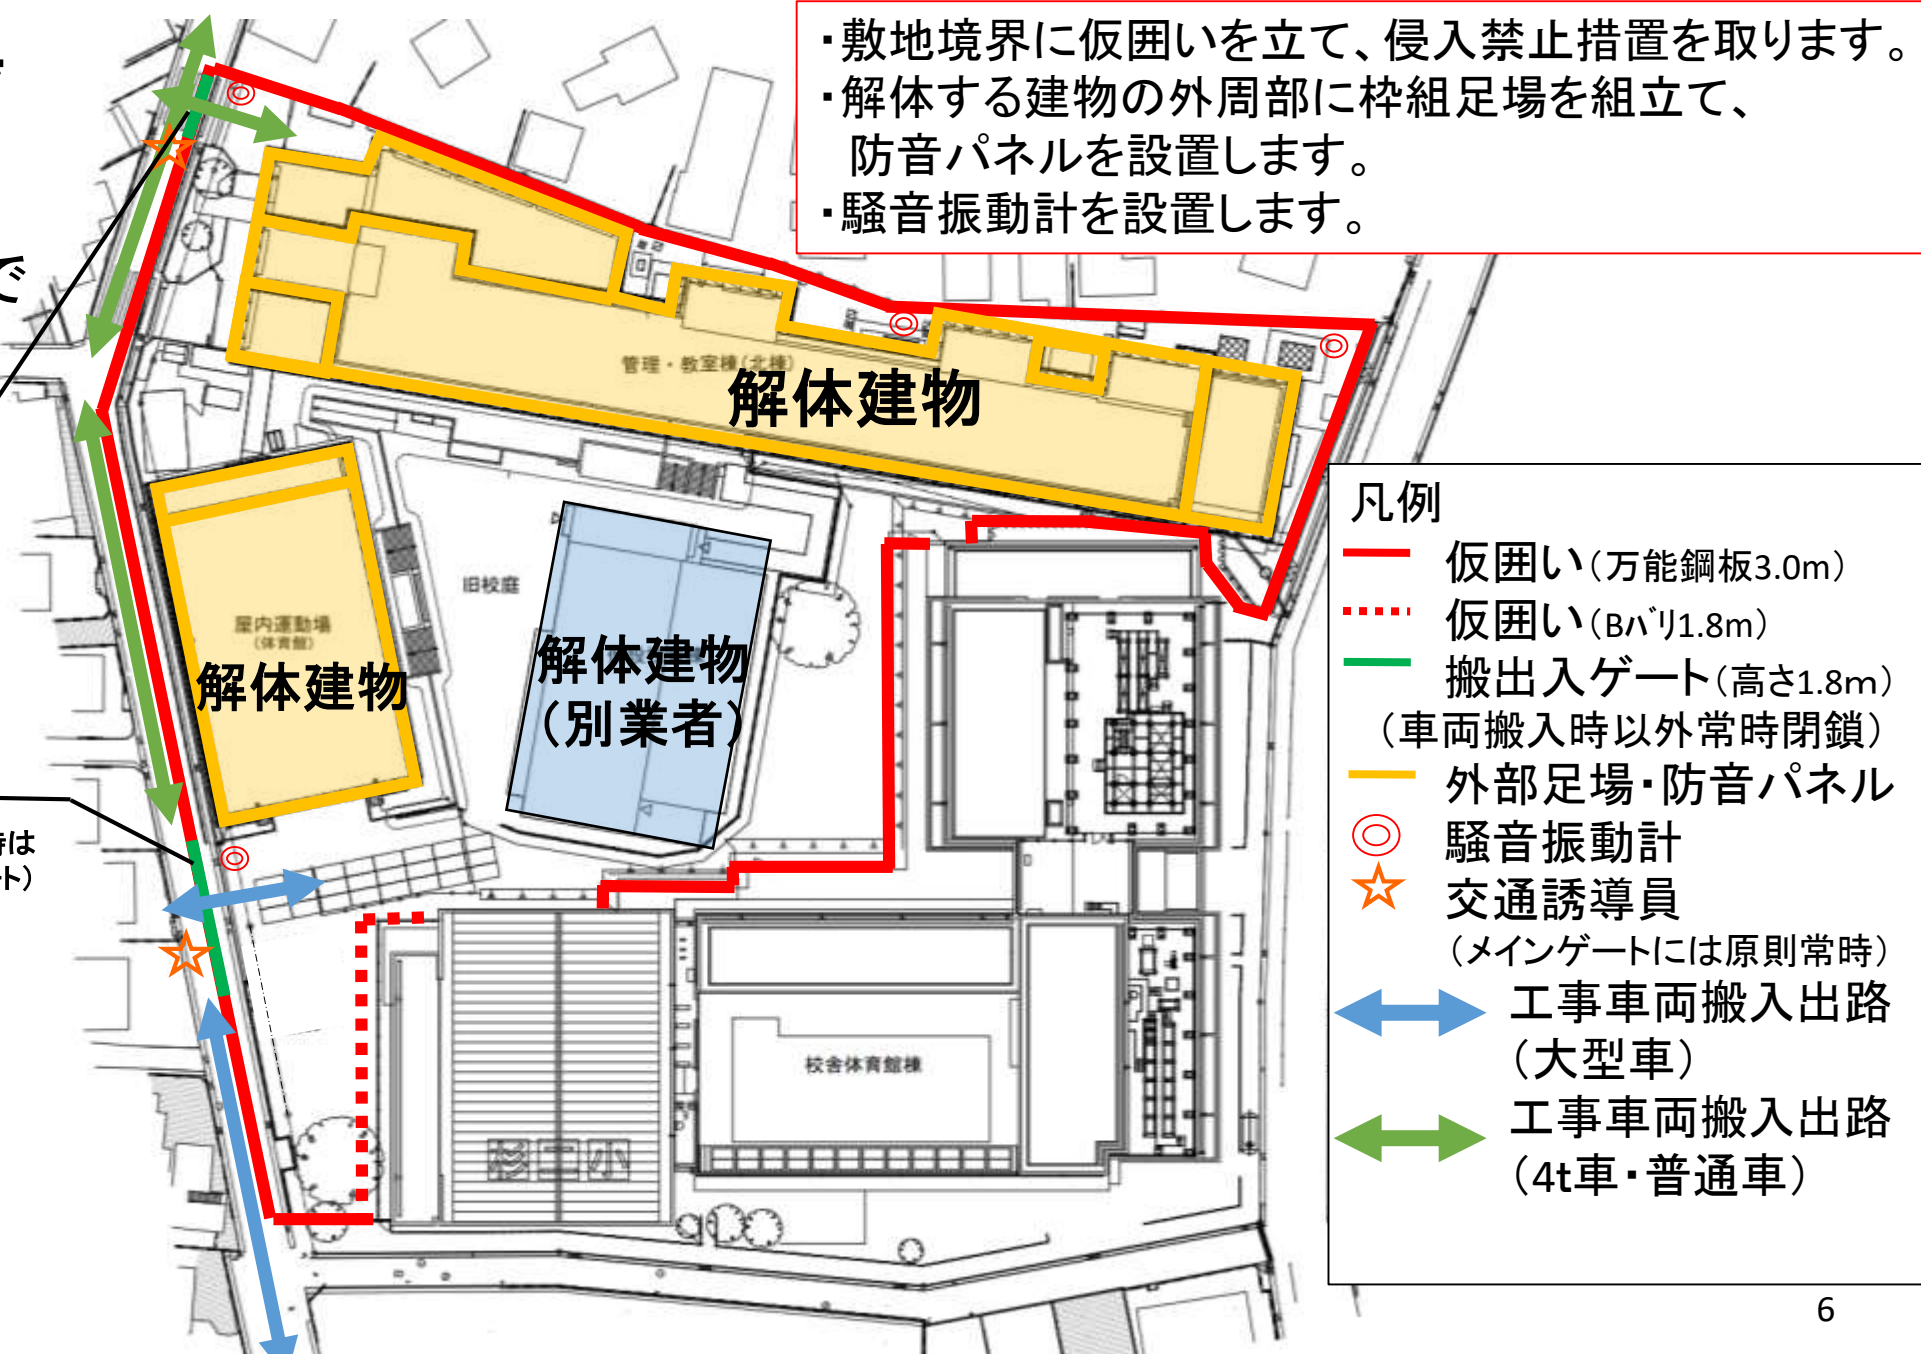 ・敷地境界に仮囲いを立て、侵入禁止措置を取ります。
・解体する建物の外周部に枠組足場を組立て、
防音パネルを設置します。
・騒音振動計を設置します。
で
管理・教室棟(北棟)
解体建物
旧校庭
屋内運動場
(体育館)
解体建物
解体建物
（別業者）
時は
ート）
校舎体育館棟
杉二小
凡例
仮囲い（万能鋼板3.0m）
仮囲い（Bﾊﾞﾘ1.8m）
搬出入ゲート（高さ1.8m）
（車両搬入時以外常時閉鎖）
外部足場・防音パネル
騒音振動計
交通誘導員
（メインゲートには原則常時）
工事車両搬入出路
（大型車）
工事車両搬入出路
（4t車・普通車）
6